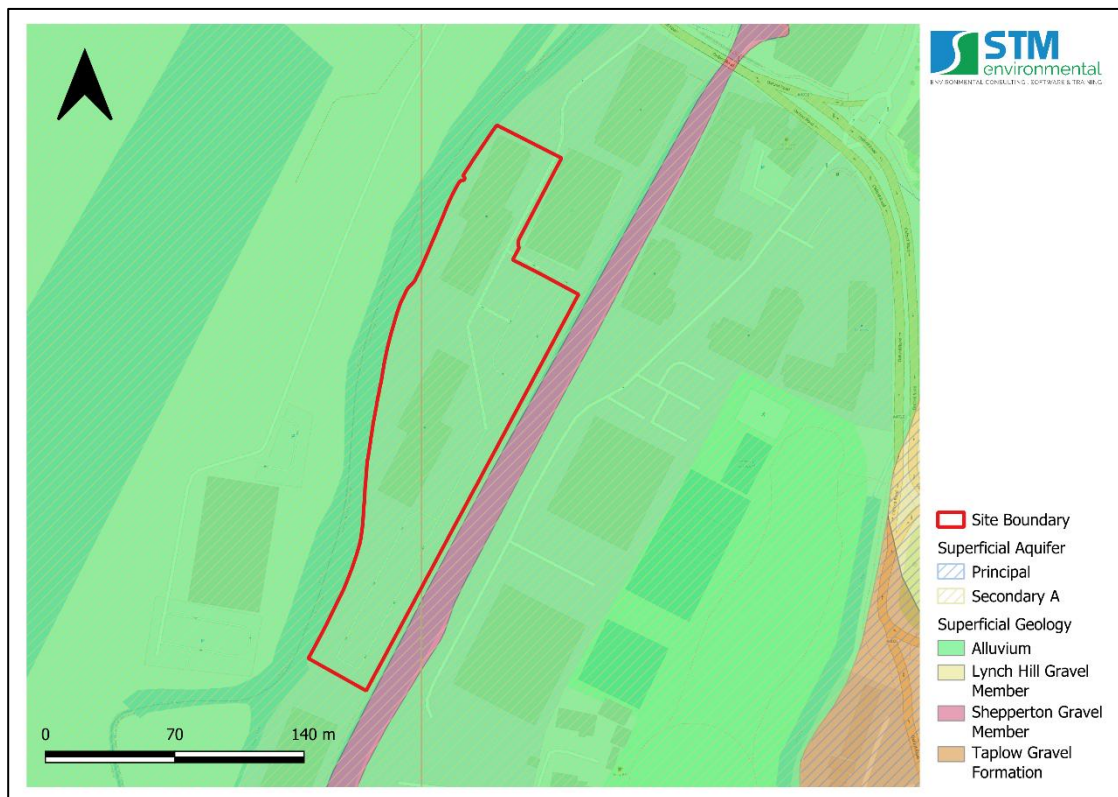 STM
environmental
ENVIRONMENTAL CONSULTING, SOFTWARE & TRAINING
Site Boundary
Superficial Aquifer
Principal
Secondary A
Superficial Geology
Alluvium
Lynch Hill Gravel
Member
Shepperton Gravel
Member
Taplow Gravel
Formation
0 70 140 m